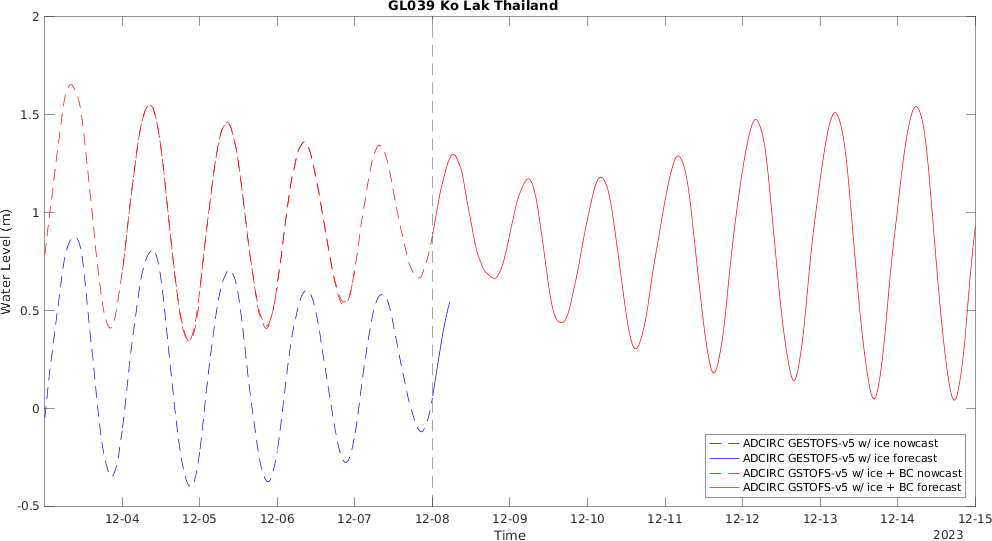 GL039 Ko Lak Thailand
2
1.5
1
0.5
0
-0.5
Water Level (m)
12-04
12-05
12-06
12-07
12-08
12-09
12-10
12-11
12-12
12-13
12-14
12-15
Time
2023
ADCIRC GESTOFS-v5 w/ ice nowcast
ADCIRC GESTOFS-v5 w/ ice forecast
ADCIRC GSTOFS-v5 w/ ice + BC nowcast
ADCIRC GSTOFS-v5 w/ ice + BC forecast